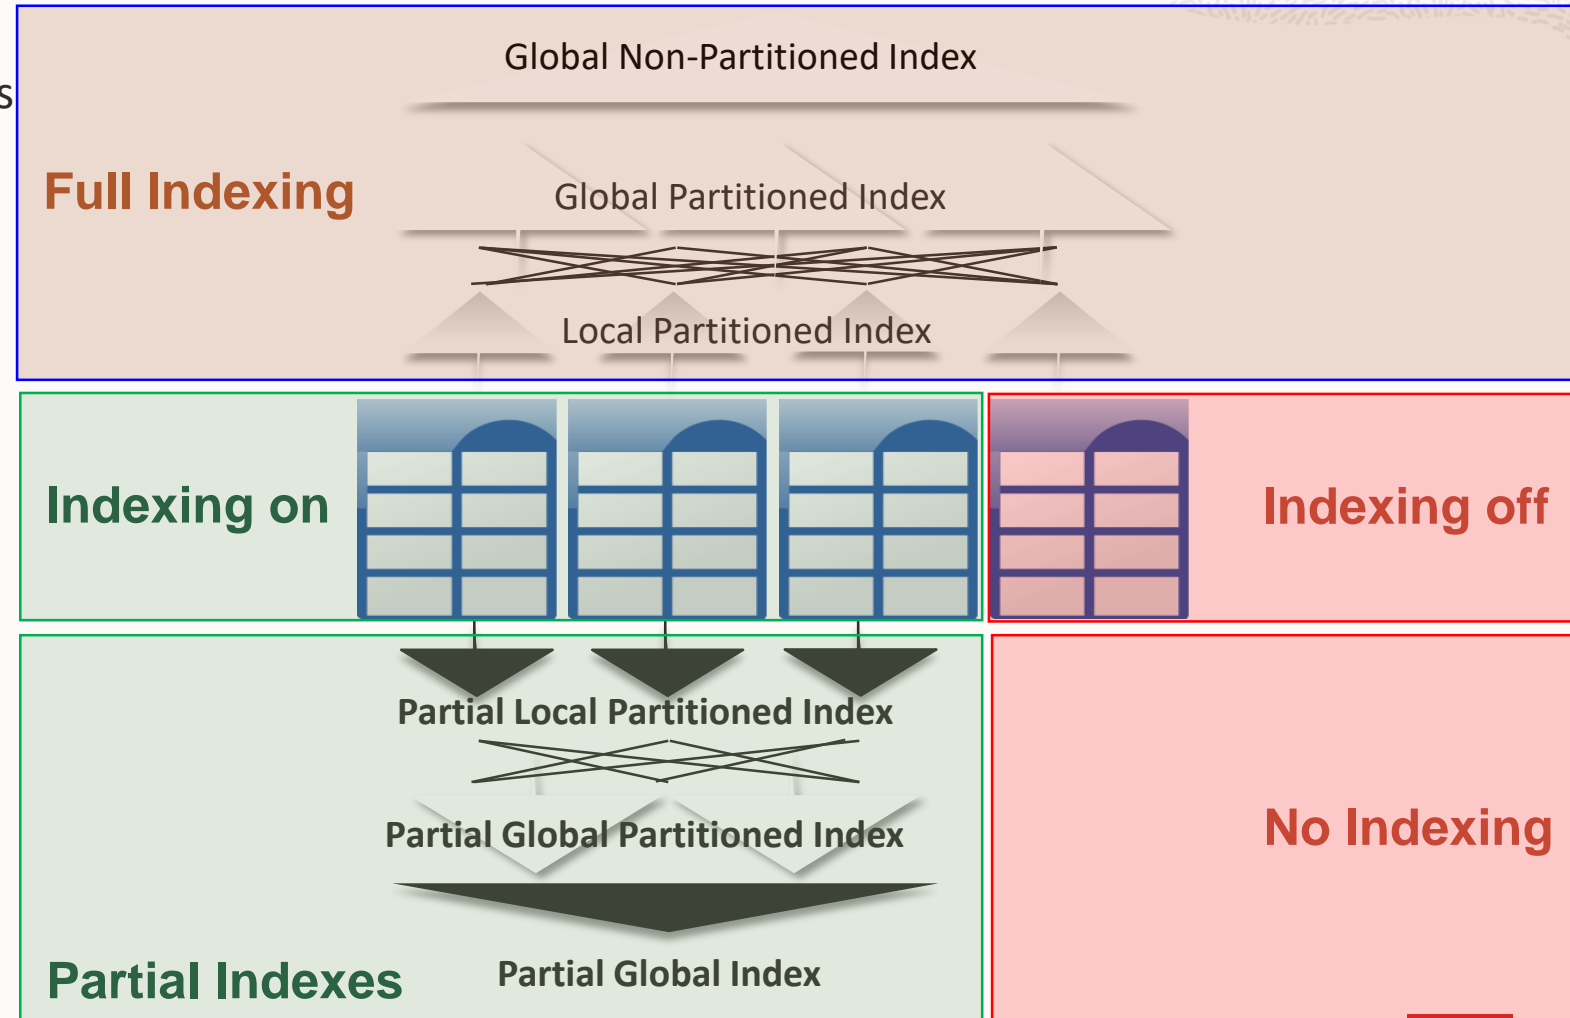 Global Non-Partitioned Index
s
Full Indexing
Global Partitioned Index
Local Partitioned Index
Indexing on
Indexing off
Partial Local Partitioned Index
Partial Global Partitioned Index
No Indexing
Partial Indexes
Partial Global Index